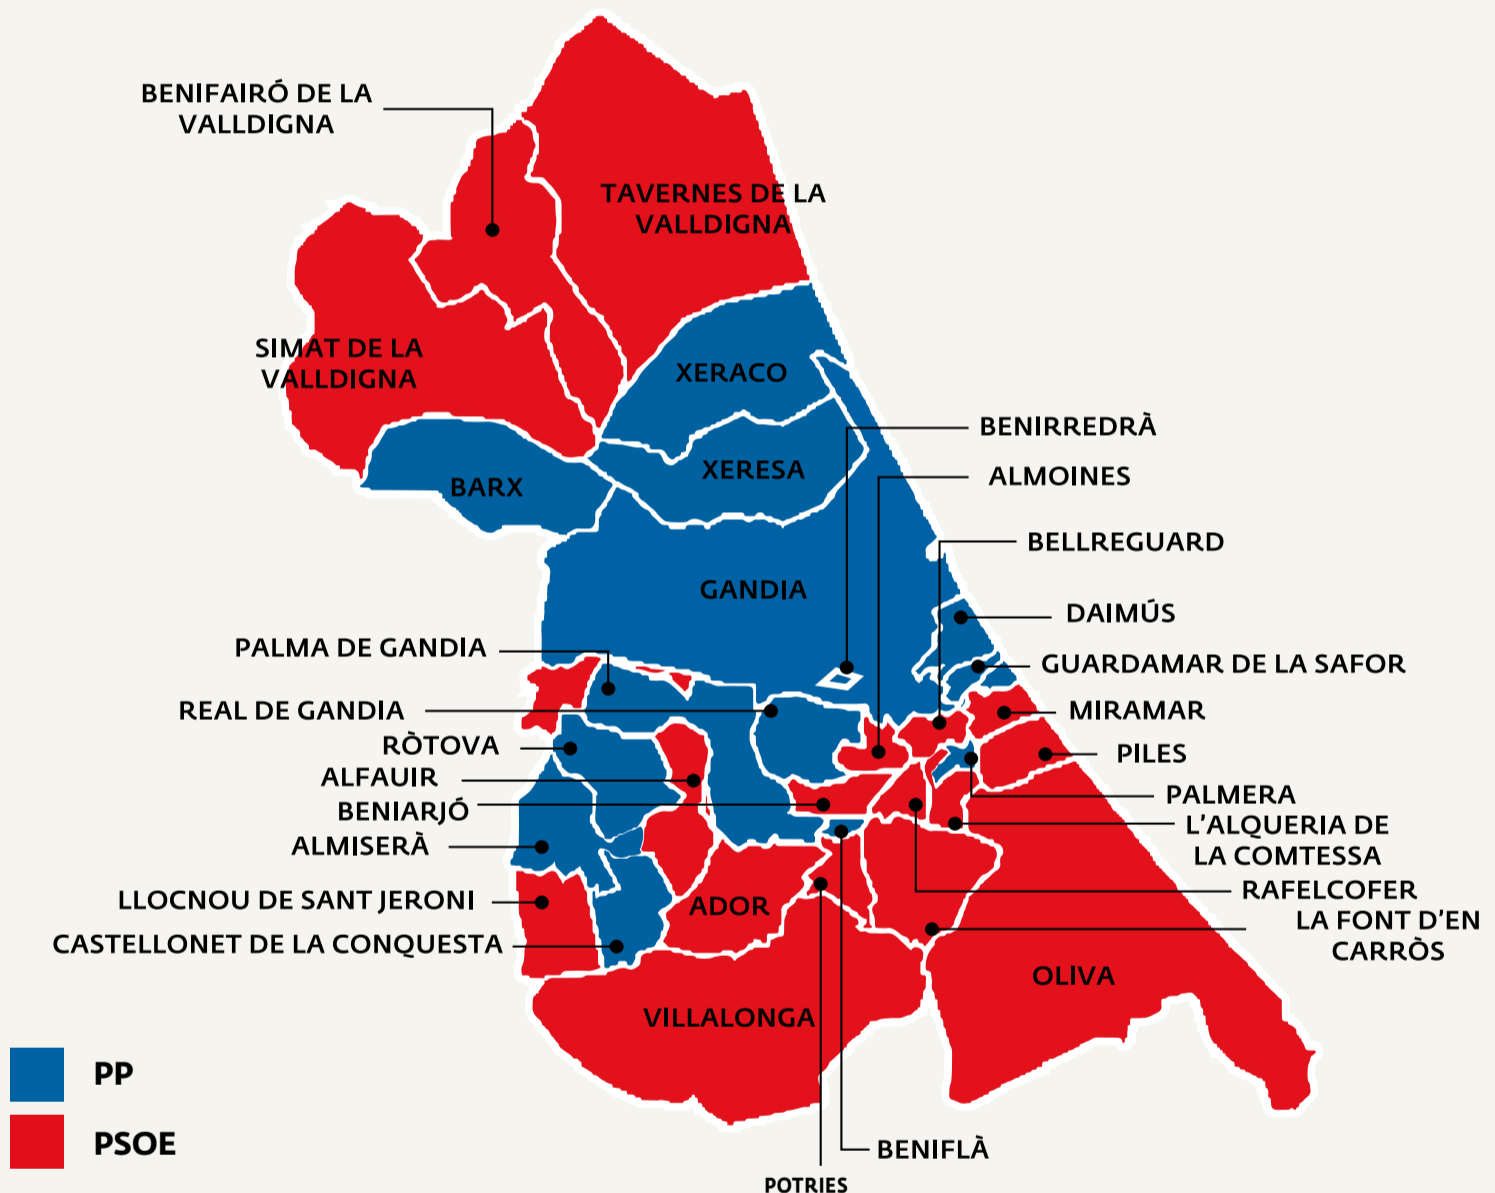 BENIFAIRÓ DE LA
VALLDIGNA
TAVERNES DE LA
VALLDIGNA
SIMAT DE LA
VALLDIGNA
XERACO
BENIRREDRÀ
XERESA
ALMOINES
BARX
BELLREGUARD
GANDIA
DAIMÚS
PALMA DE GANDIA
GUARDAMAR DE LA SAFOR
REAL DE GANDIA
MIRAMAR
RÒTOVA
PILES
ALFAUIR
PALMERA
BENIARJÓ
L'ALQUERIA DE
LA COMTESSA
ALMISERÀ
RAFELCOFER
LLOCNOU DE SANT JERONI
ADOR
LA FONT D'EN
CARRÒS
CASTELLONET DE LA CONQUESTA
OLIVA
VILLALONGA
PP
PSOE
BENIFLÀ
POTRIES